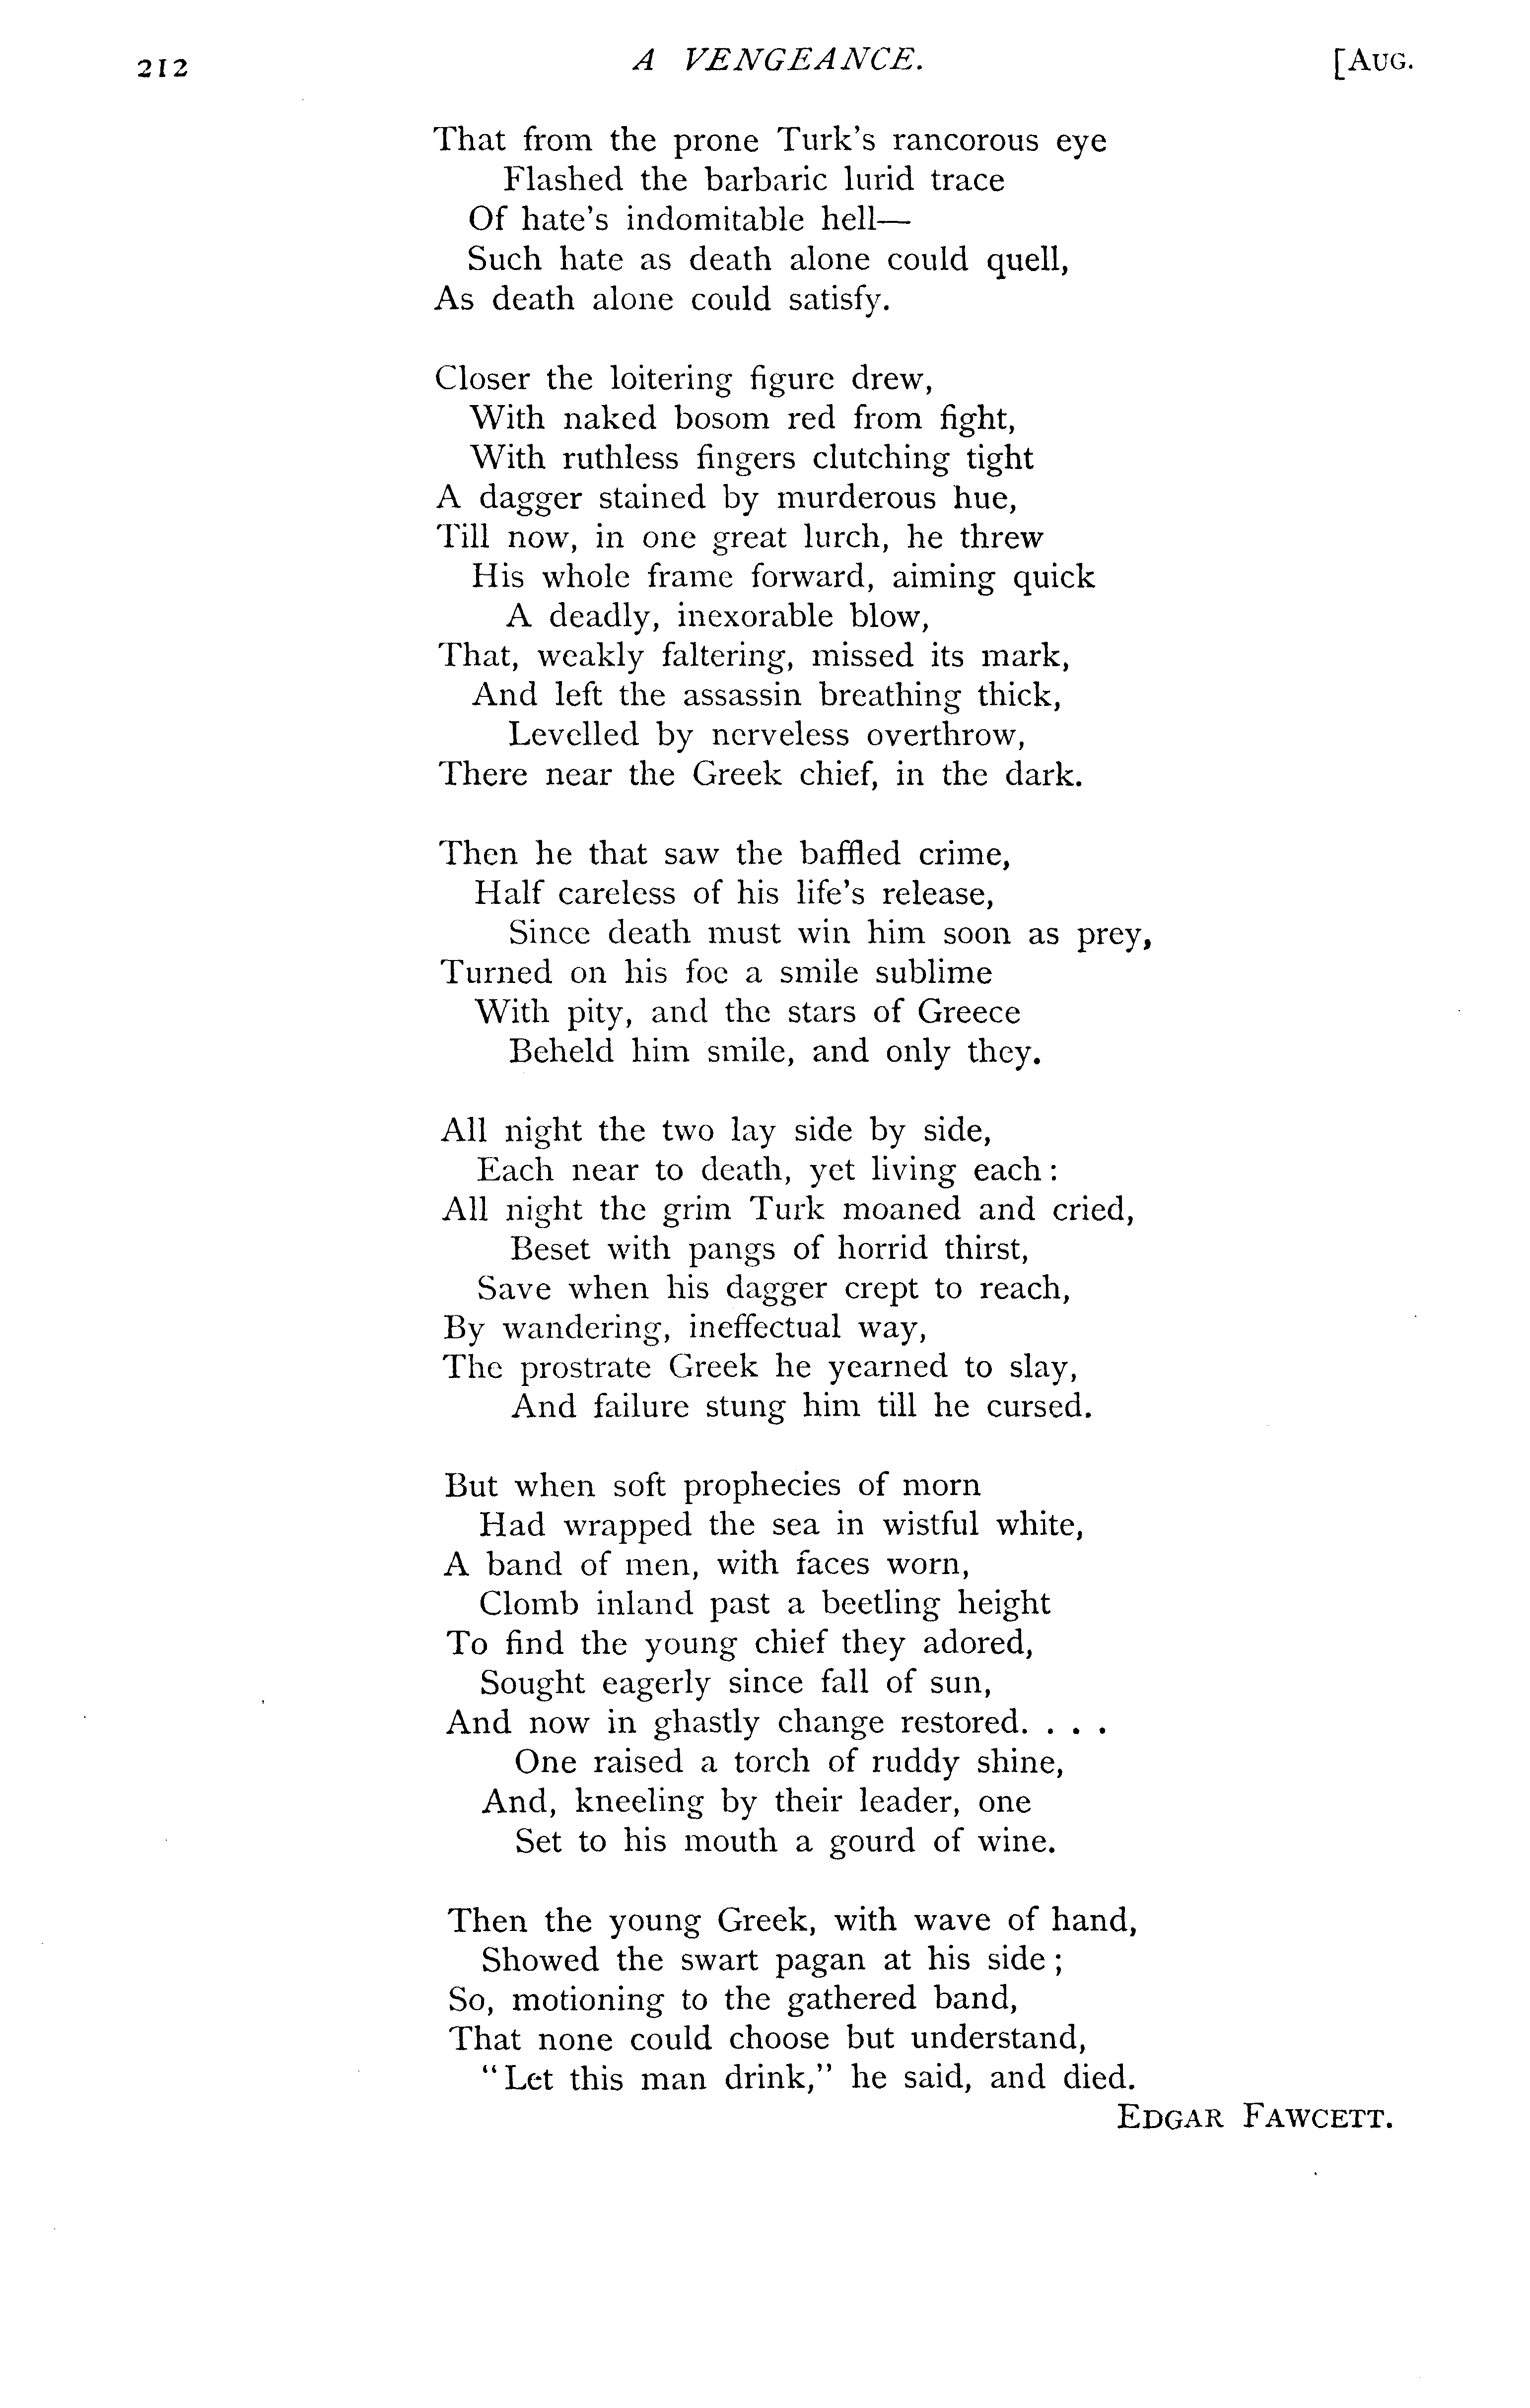 212
A VENGEANCE.
[AUG.
That from the prone Turk's rancorous eye
Flashed the barbaric lurid trace
Of hate's indomitable hell—
Such hate as death alone could quell,
As death alone could satisfy.
Closer the loitering figure drew,
With naked bosom red from fight,
With ruthless fingers clutching tight
A dagger stained by murderous hue,
Till now, in one great lurch, he threw
His whole frame forward, aiming quick
A deadly, inexorable blow,
That, weakly faltering, missed its mark,
And left the assassin breathing thick,
Levelled by nerveless overthrow,
There near the Greek chief, in the dark.
Then he that saw the baffled crime,
Half careless of his life's release,
Since death must win him soon as prey,
Turned on his foe a smile sublime
With pity, and the stars of Greece
Beheld him smile, and only they.
All night the two lay side by side,
Each near to death, yet living each:
All night the grim Turk moaned and cried,
Beset with pangs of horrid thirst,
Save when his dagger crept to reach,
By wandering, ineffectual way,
The prostrate Greek he yearned to slay,
And failure stung him till he cursed.
But when soft prophecies of morn
Had wrapped the sea in wistful white,
A band of men, with faces worn,
Clomb inland past a beetling height
To find the young chief they adored,
Sought eagerly since fall of sun,
And now in ghastly change restored. . . .
One raised a torch of ruddy shine,
And, kneeling by their leader, one
Set to his mouth a gourd of wine.
Then the young Greek, with wave of hand,
Showed the swart pagan at his side;
So, motioning to the gathered band,
That none could choose but understand,
"Let this man drink," he said, and died.
EDGAR FAWCETT.